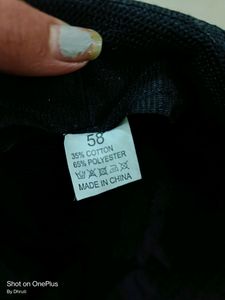 58
35% COTTON
65% POLYESTER
MADE IN CHINA
Shot on OnePlus
By Dhruti